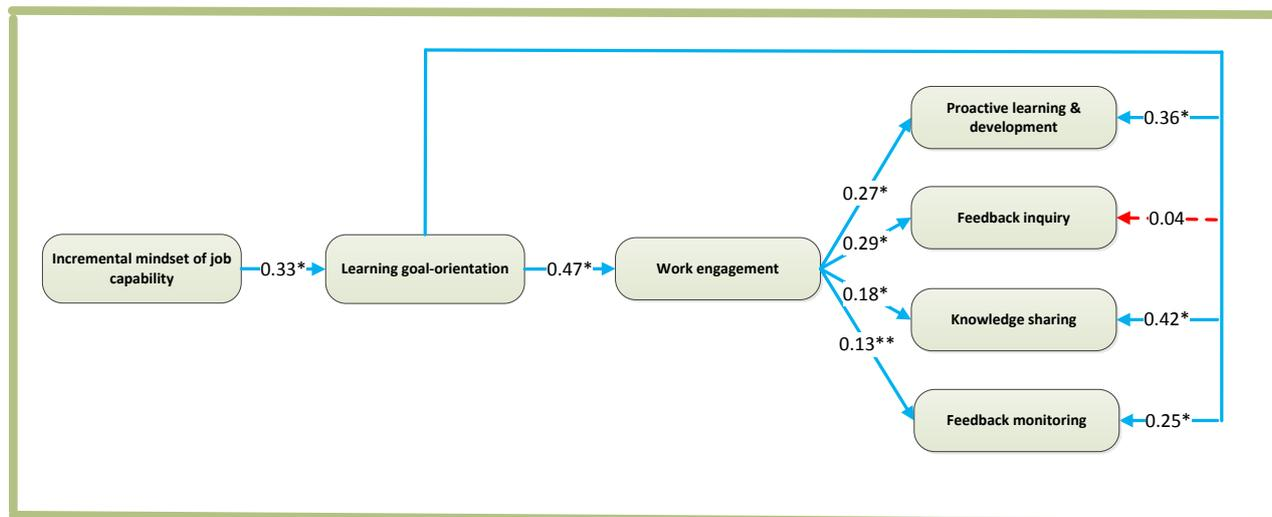 Proactive learning &
development
0.36*
0.27*
Feedback inquiry
0.04
0.29*
Incremental mindset of job
capability
0.33*
Learning goal-orientation
0.47*
Work engagement
0.18*
Knowledge sharing
0.42*
0.13**
Feedback monitoring
0.25*